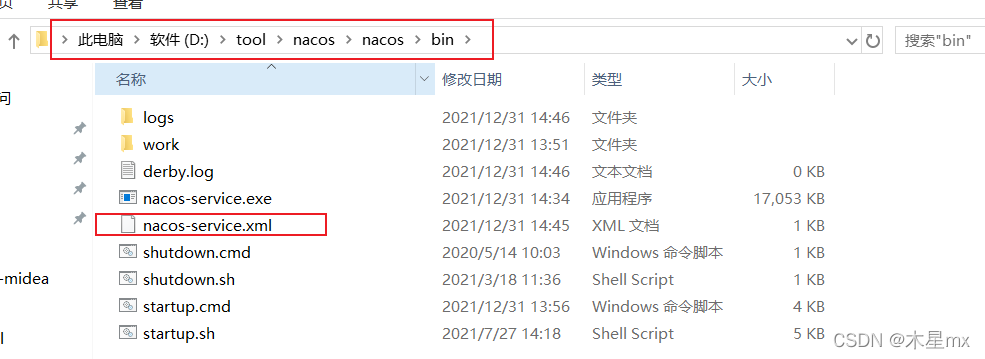 页 共享 查看
此电脑 软件 (D:) tool nacos nacos bin 搜索"bin"
名称 修改日期 类型 大小
问
logs 2021/12/31 14:46 文件夹
work 2021/12/31 13:51 文件夹
derby.log 2021/12/31 14:46 文本文档 0 KB
nacos-service.exe 2021/12/31 14:34 应用程序 17,053 KB
nacos-service.xml 2021/12/31 14:45 XML 文档 1 KB
shutdown.cmd 2020/5/14 10:03 Windows 命令脚本 1 KB
-midea shutdown.sh 2021/3/18 11:36 Shell Script 1 KB
startup.cmd 2021/12/31 13:56 Windows 命令脚本 4 KB
startup.sh 2021/7/27 14:18 Shell Script 5 KB
CSDN @木星mx